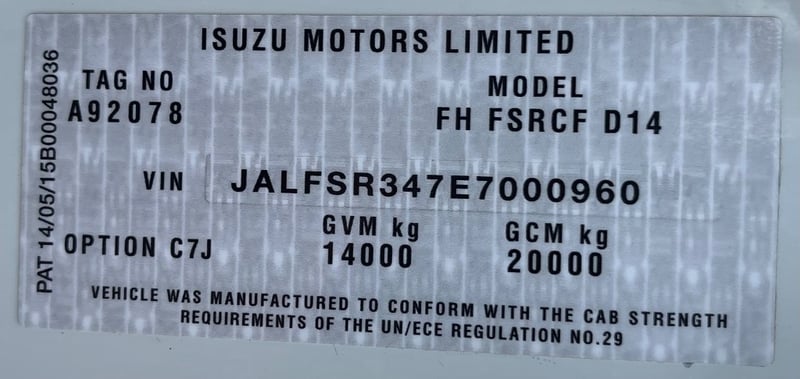 ISUZU MOTORS LIMITED
TAG NO
A92078
MODEL
FH FSRCF D14
VIN JALFSR347E7000960
OPTION C7J
GVM kg
14000
GCM kg
20000
VEHICLE WAS MANUFACTURED TO CONFORM WITH THE CAB STRENGTH
REQUIREMENTS OF THE UN/ECE REGULATION NO.29
PAT 14/05/15B00048036